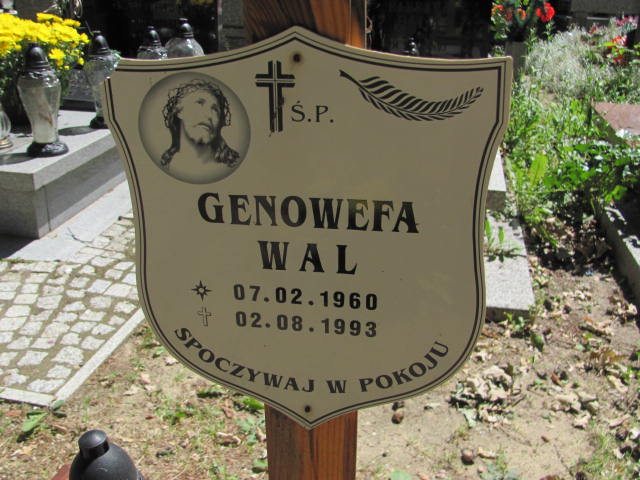 Ś.P.
GENOWEFA
WAL
07.02.1960
02.08.1993
SPOCZYWAJ W POKOJU